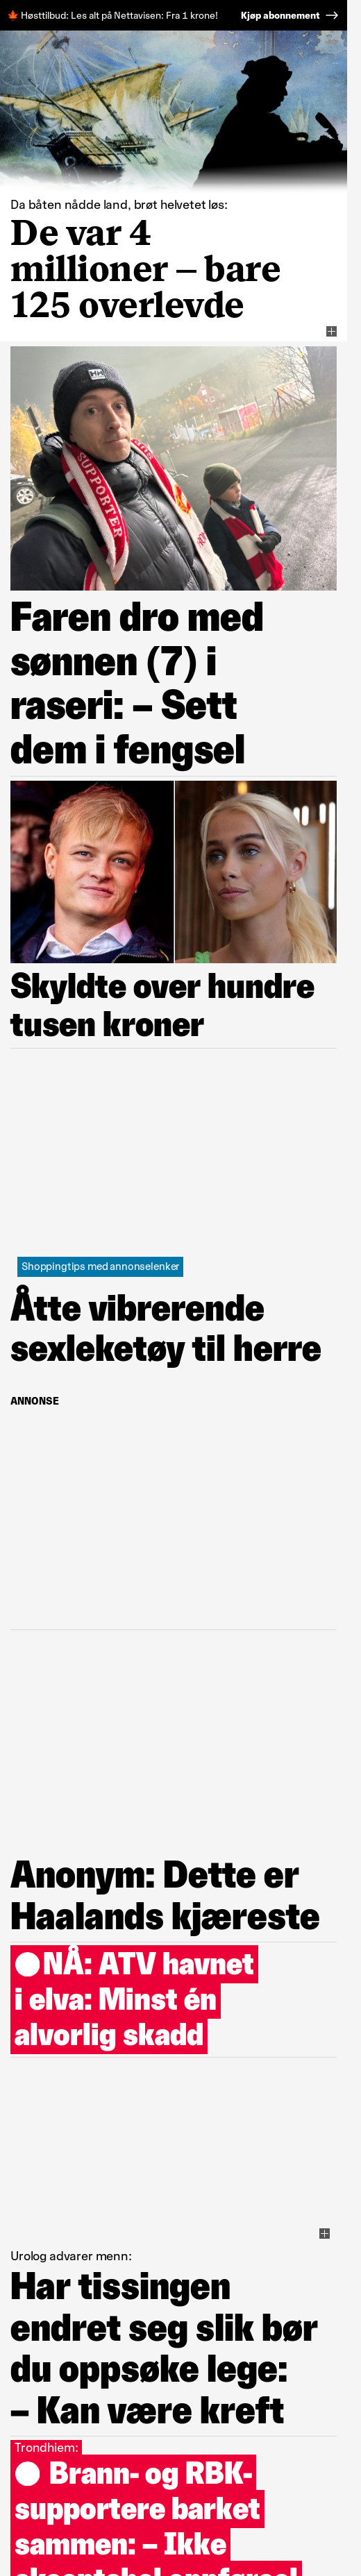 Høsttilbud: Les alt på Nettavisen: Fra 1 krone!
Kjøp abonnement
Da båten nådde land, brøt helvetet løs:
De var 4
millioner – bare
125 overlevde
SUPPORTER
Faren dro med
sønnen (7) i
raseri: – Sett
dem i fengsel
Skyldte over hundre
tusen kroner
Shoppingtips med annonselenker
Åtte vibrerende
sexleketøy til herre
ANNONSE
Anonym: Dette er
Haalands kjæreste
NÅ: ATV havnet
i elva: Minst én
alvorlig skadd
Urolog advarer menn:
Har tissingen
endret seg slik bør
du oppsøke lege:
– Kan være kreft
Trondhjem:
Brann- og RBK-
supportere barket
sammen: – Ikke